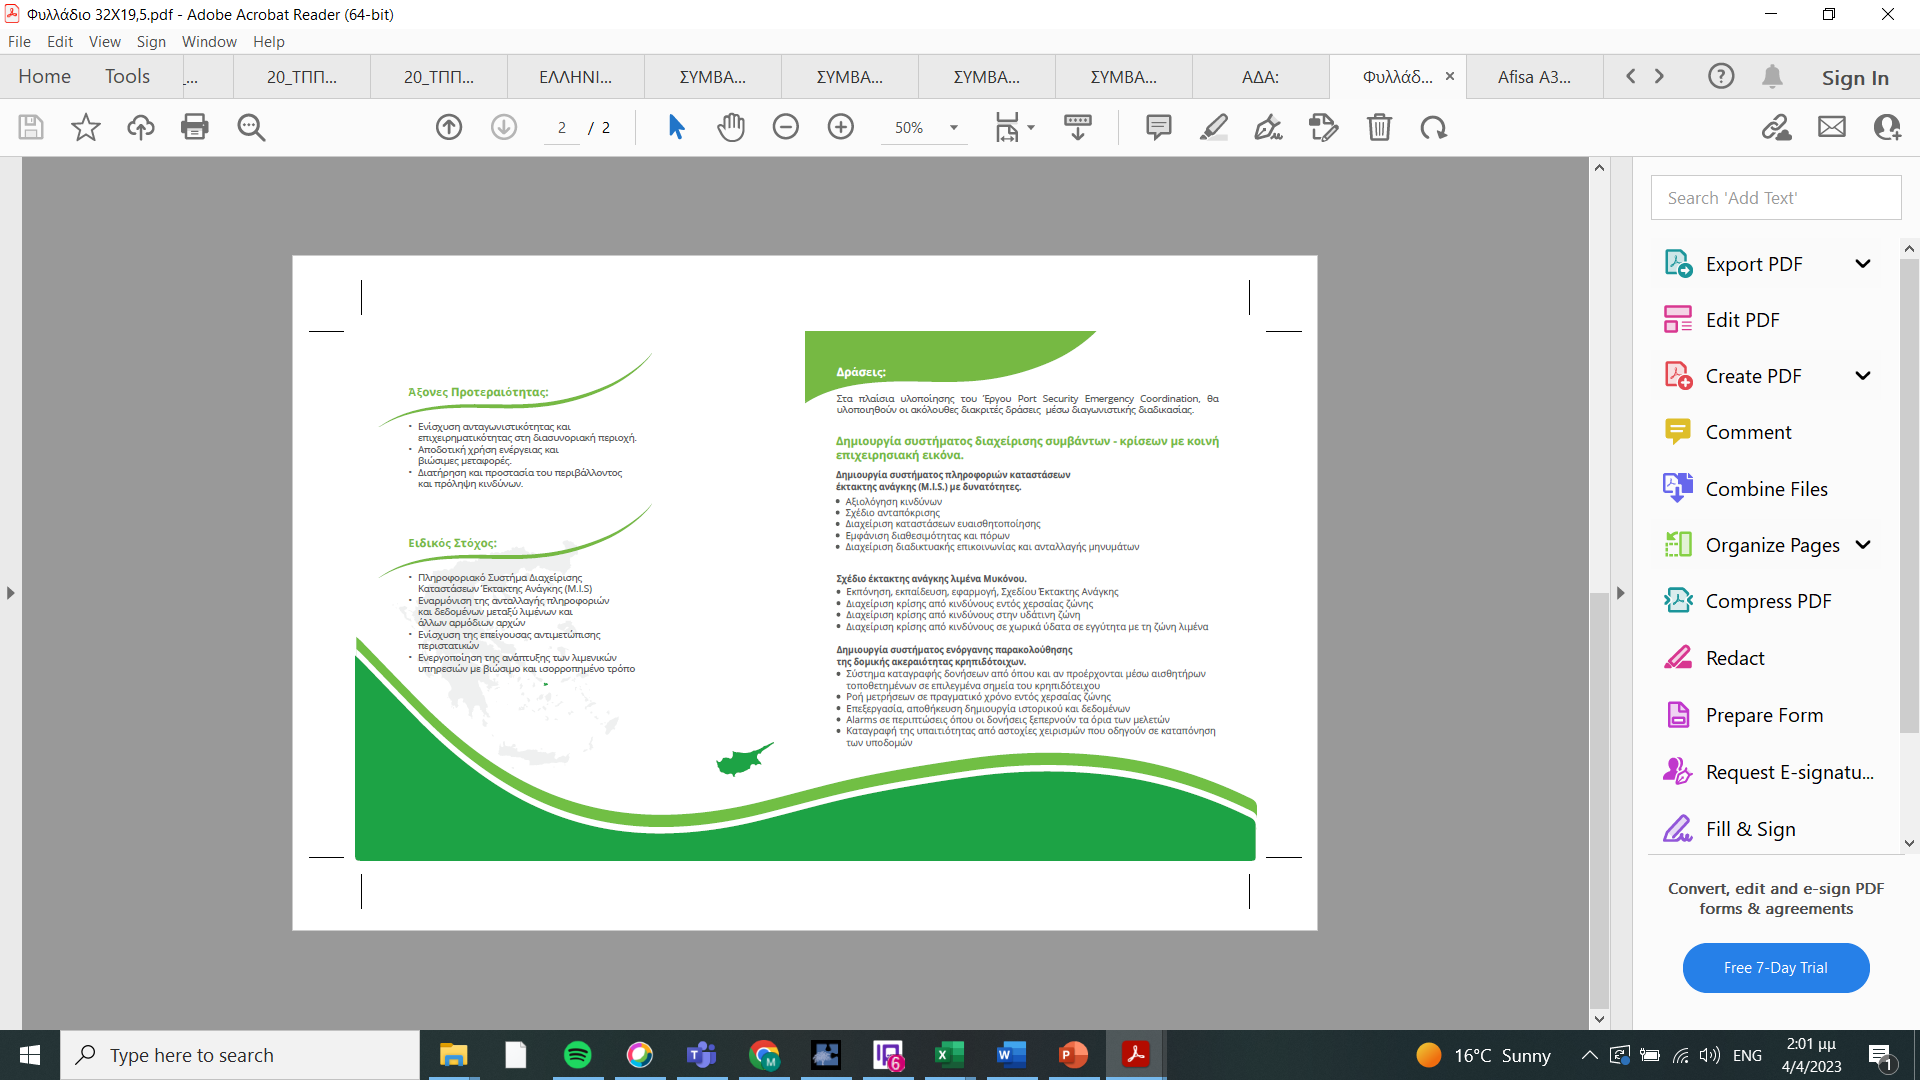 Φυλλάδιο 32X19,5.pdf - Adobe Acrobat Reader (64-bit)
File Edit View Sign Window Help
Home Tools ... 20_ΤΠΠ... 20_ΤΠΠ... ΕΛΛΗΝΙ... ΣΥΜΒΑ... ΣΥΜΒΑ... ΣΥΜΒΑ... ΣΥΜΒΑ... ΑΔΑ: Φυλλάδ... Afisa A3... Sign In
2 / 2 50%
Άξονες Προτεραιότητας:
• Ενίσχυση ανταγωνιστικότητας και
επιχειρηματικότητας στη διασυνοριακή περιοχή.
• Αποδοτική χρήση ενέργειας και
βιώσιμες μεταφορές.
• Διατήρηση και προστασία του περιβάλλοντος
και πρόληψη κινδύνων.
Ειδικός Στόχος:
• Πληροφοριακό Συστήμα Διαχείρισης
Καταστάσεων Έκτακτης Ανάγκης (M.I.S)
• Εναρμόνιση της ανταλλαγής πληροφοριών
και δεδομένων μεταξύ λιμένων και
άλλων αρμόδιων αρχών
• Ενίσχυση της επείγουσας αντιμετώπισης
περιστατικών
• Ενεργοποίηση της ανάπτυξης των λιμενικών
υπηρεσιών με βιώσιμο και ισορροπημένο τρόπο
Δράσεις:
Στα πλαίσια υλοποίησης του Έργου Port Security Emergency Coordination, θα
υλοποιηθούν οι ακόλουθες διακριτές δράσεις μέσω διαγωνιστικής διαδικασίας.
Δημιουργία συστήματος διαχείρισης συμβάντων - κρίσεων με κοινή
επιχειρησιακή εικόνα.
Δημιουργία συστήματος πληροφοριών καταστάσεων
έκτακτης ανάγκης (M.I.S.) με δυνατότητες.
• Αξιολόγηση κινδύνων
• Σχέδιο ανταπόκρισης
• Διαχείριση καταστάσεων ευαισθητοποίησης
• Εμφάνιση διαθεσιμότητας και πόρων
• Διαχείριση διαδικτυακής επικοινωνίας και ανταλλαγής μηνυμάτων
Σχέδιο έκτακτης ανάγκης λιμένα Μυκόνου.
• Εκπόνηση, εκπαίδευση, εφαρμογή, Σχεδίου Έκτακτης Ανάγκης
• Διαχείριση κρίσης από κινδύνους εντός χερσαίας ζώνης
• Διαχείριση κρίσης από κινδύνους στην υδάτινη ζώνη
• Διαχείριση κρίσης από κινδύνους σε χωρικά ύδατα σε εγγύτητα με τη ζώνη λιμένα
Δημιουργία συστήματος ενόργανης παρακολούθησης
της δομικής ακεραιότητας κρηπιδότοιχων.
• Σύστημα καταγραφής δονήσεων από όπου και αν προέρχονται μέσω αισθητήρων
τοποθετημένων σε επιλεγμένα σημεία του κρηπιδότειχου
• Ροή μετρήσεων σε πραγματικό χρόνο εντός χερσαίας ζώνης
• Επεξεργασία, αποθήκευση δημιουργία ιστορικού και δεδομένων
• Alarms σε περιπτώσεις όπου οι δονήσεις ξεπερνούν τα όρια των μελετών
• Καταγραφή της υπαιτιότητας από αστοχίες χειρισμών που οδηγούν σε καταπόνηση
των υποδομών
Search 'Add Text'
Export PDF
Edit PDF
Create PDF
Comment
Combine Files
Organize Pages
Compress PDF
Redact
Prepare Form
Request E-signatu...
Fill & Sign
Convert, edit and e-sign PDF
forms & agreements
Free 7-Day Trial
Type here to search
6
16°C Sunny
ENG
2:01 μμ
4/4/2023
1